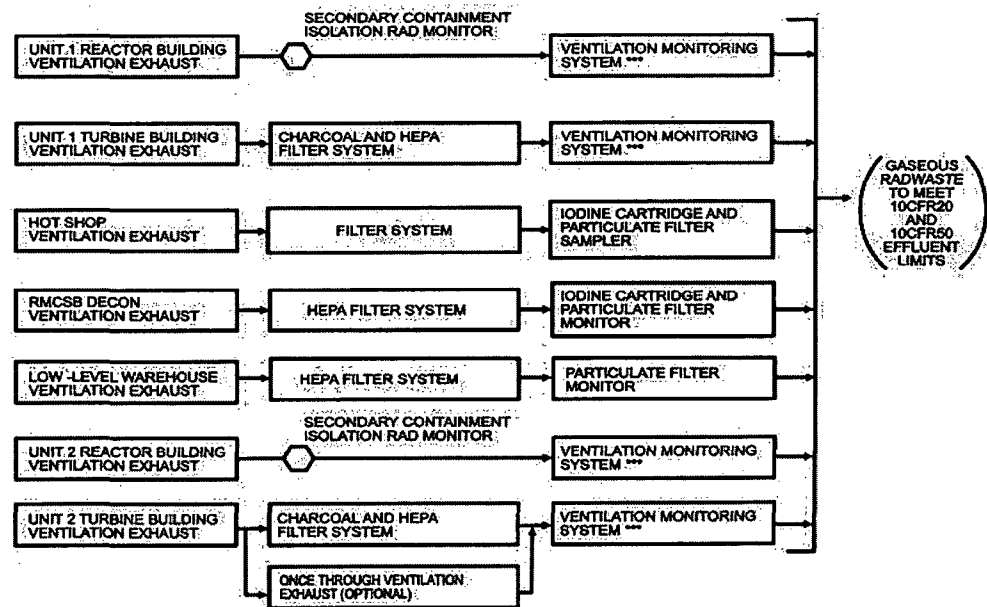 SECONDARY CONTAINMENT
ISOLATION RAD MONITOR
UNIT 1 REACTOR BUILDING
VENTILATION EXHAUST
VENTILATION MONITORING
SYSTEM ***
UNIT 1 TURBINE BUILDING
VENTILATION EXHAUST
CHARCOAL AND HEPA
FILTER SYSTEM
VENTILATION MONITORING
SYSTEM ***
HOT SHOP
VENTILATION EXHAUST
FILTER SYSTEM
IODINE CARTRIDGE AND
PARTICULATE FILTER
SAMPLER
RMCSB DECON
VENTILATION EXHAUST
HEPA FILTER SYSTEM
IODINE CARTRIDGE AND
PARTICULATE FILTER
MONITOR
LOW-LEVEL WAREHOUSE
VENTILATION EXHAUST
HEPA FILTER SYSTEM
PARTICULATE FILTER
MONITOR
SECONDARY CONTAINMENT
ISOLATION RAD MONITOR
UNIT 2 REACTOR BUILDING
VENTILATION EXHAUST
VENTILATION MONITORING
SYSTEM ***
UNIT 2 TURBINE BUILDING
VENTILATION EXHAUST
CHARCOAL AND HEPA
FILTER SYSTEM
VENTILATION MONITORING
SYSTEM ***
ONCE THROUGH VENTILATION
EXHAUST (OPTIONAL)
GASEOUS
RADWASTE
TO MEET
10CFR20
AND
10CFR50
EFFLUENT
LIMITS